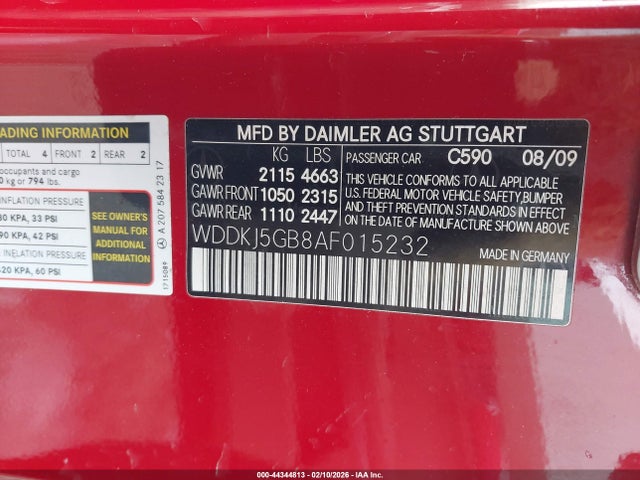 ADING INFORMATION
TOTAL 4 FRONT 2 REAR 2
occupants and cargo
0 kg or 794 lbs.
INFLATION PRESSURE
30 KPA, 33 PSI
90 KPA, 42 PSI
E INFLATION PRESSURE
420 KPA, 60 PSI
SEE OWNER'S
MANUAL FOR
ADDITIONAL
INFORMATION
A 207 584 23 17
1715089
MFD BY DAIMLER AG STUTTGART
KG LBS
GVWR 2115 4663
GAWR FRONT 1050 2315
GAWR REAR 1110 2447
PASSENGER CAR C590 08/09
THIS VEHICLE CONFORMS TO ALL APPLICABLE
U.S. FEDERAL MOTOR VEHICLE SAFETY,BUMPER,
AND THEFT PREVENTION STANDARDS IN EFFECT
ON THE DATE OF MANUFACTURE SHOWN ABOVE
WDDKJ5GB8AF015232
MADE IN GERMANY
000-44344813 - 02/10/2026 - IAA Inc.